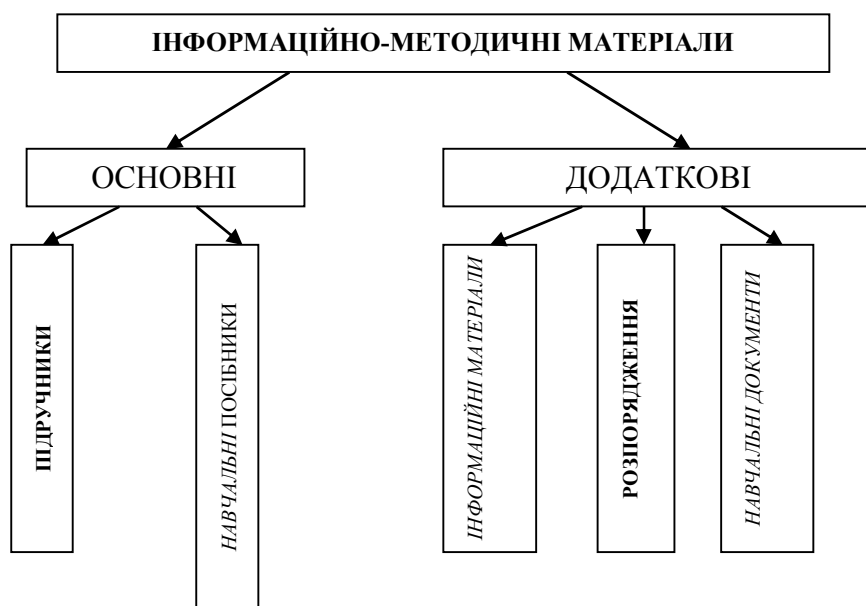 ІНФОРМАЦІЙНО-МЕТОДИЧНІ МАТЕРІАЛИ
ОСНОВНІ
ДОДАТКОВІ
ПІДРУЧНИКИ
НАВЧАЛЬНІ ПОСІБНИКИ
ІНФОРМАЦІЙНІ МАТЕРІАЛИ
РОЗПОРЯДЖЕННЯ
НАВЧАЛЬНІ ДОКУМЕНТИ